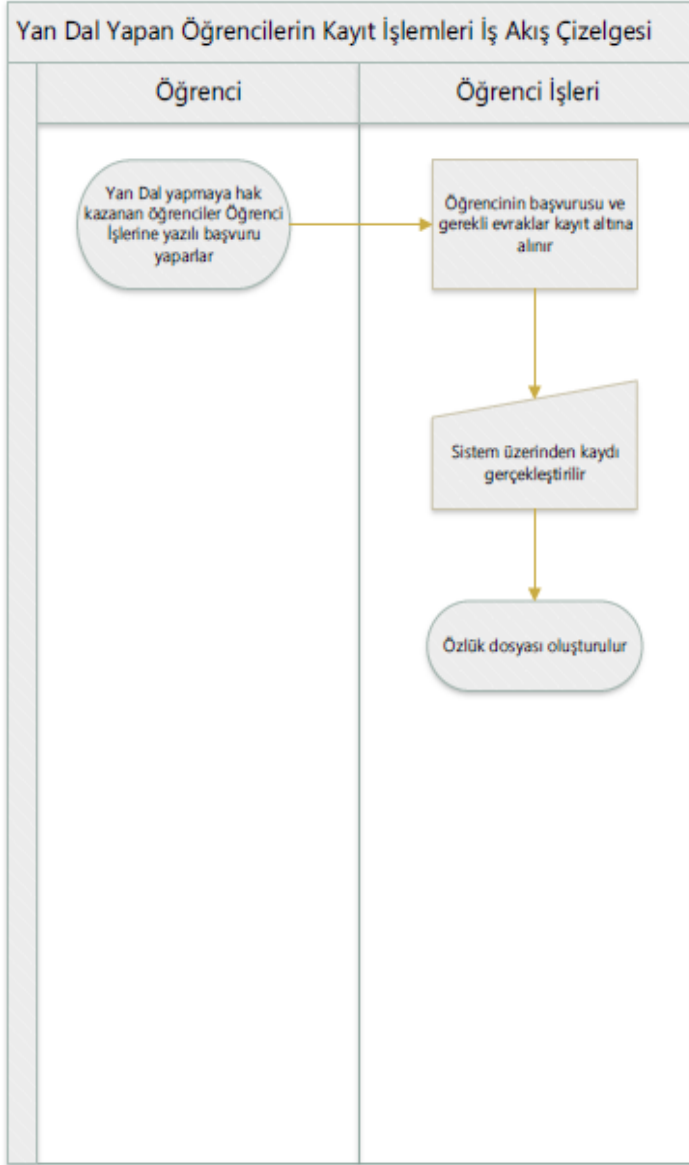 Yan Dal Yapan Öğrencilerin Kayıt İşlemleri İş Akış Çizelgesi
Öğrenci
Öğrenci İşleri
Yan Dal yapmaya hak
kazanan öğrenciler Öğrenci
İşlerine yazılı başvuru
yaparlar
Öğrencinin başvurusu ve
gerekli evraklar kayıt altına
alınır
Sistem üzerinden kaydı
gerçekleştirilir
Özlük dosyası oluşturulur